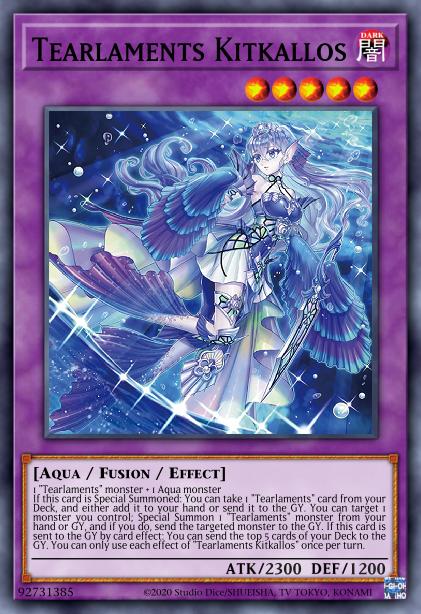 TEARLAMENTS KITKALLOS
DARK
闇
[AQUA / FUSION / EFFECT]
1 "Tearlaments" monster + 1 Aqua monster
If this card is Special Summoned: You can take 1 "Tearlaments" card from your
Deck, and either add it to your hand or send it to the GY. You can target 1
monster you control; Special Summon 1 "Tearlaments" monster from your
hand or GY, and if you do, send the targeted monster to the GY. If this card is
sent to the GY by card effect: You can send the top 5 cards of your Deck to the
GY. You can only use each effect of "Tearlaments Kitkallos" once per turn.
ATK/2300 DEF/1200
92731385
©2020 Studio Dice/SHUEISHA, TV TOKYO, KONAMI